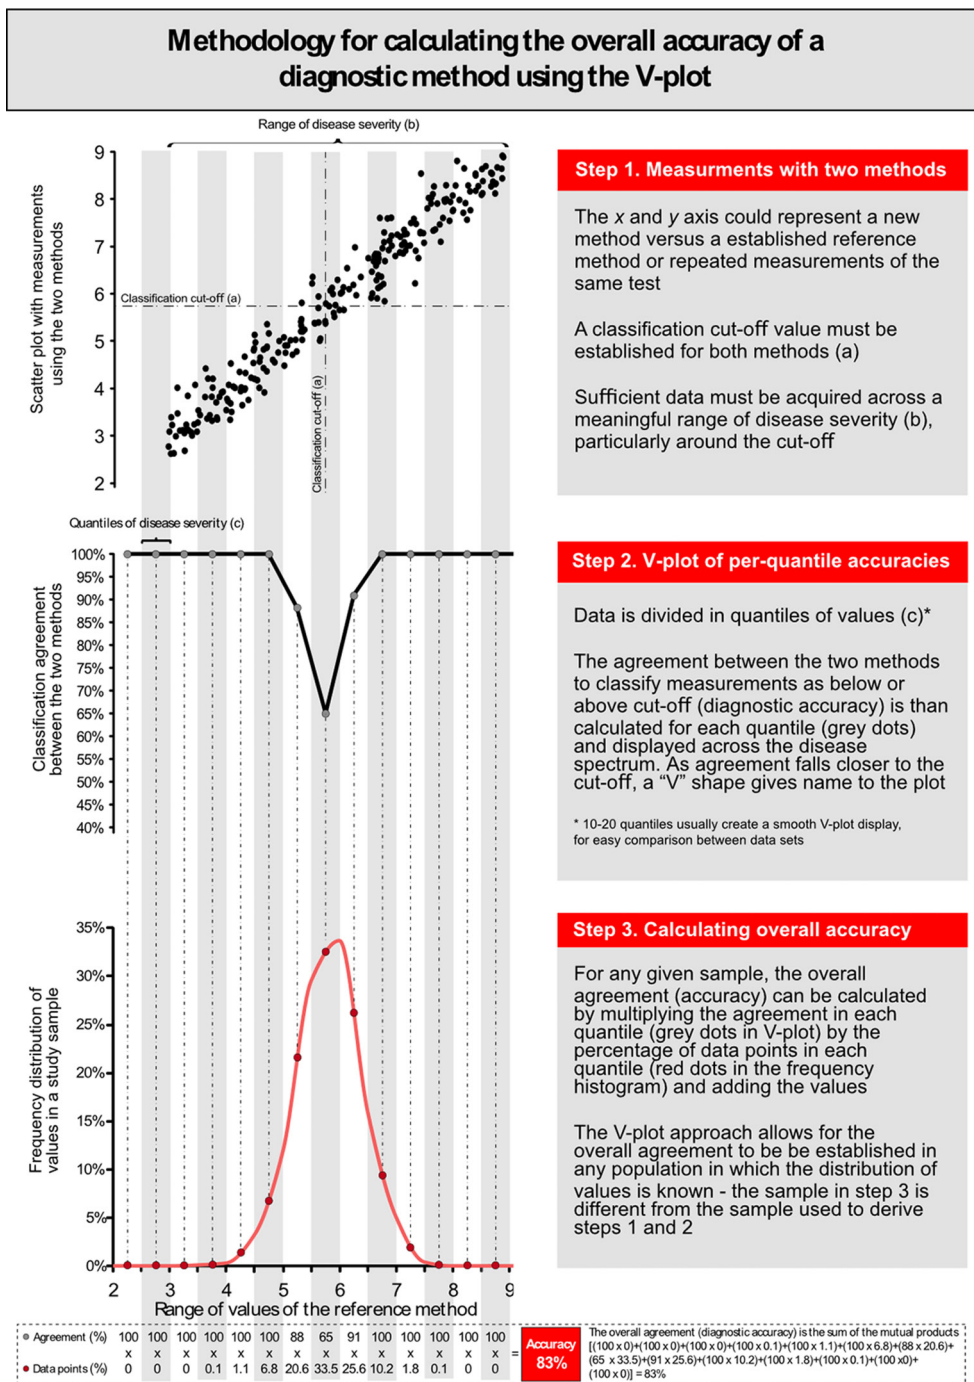 Methodology for calculating the overall accuracy of a
diagnostic method using the V-plot
Range of disease severity (b)
9
8
7
6
5
4
3
2
Scatter plot with measurements
using the two methods
Classification cut-off (a)
Classification cut-off (a)
Step 1. Measurments with two methods
The x and y axis could represent a new
method versus a established reference
method or repeated measurements of the
same test
A classification cut-off value must be
established for both methods (a)
Sufficient data must be acquired across a
meaningful range of disease severity (b),
particularly around the cut-off
Quantiles of disease severity (c)
100%
95%
90%
85%
80%
75%
70%
65%
60%
55%
50%
45%
40%
Classification agreement
between the two methods
Step 2. V-plot of per-quantile accuracies
Data is divided in quantiles of values (c)*
The agreement between the two methods
to classify measurements as below or
above cut-off (diagnostic accuracy) is than
calculated for each quantile (grey dots)
and displayed across the disease
spectrum. As agreement falls closer to the
cut-off, a “V” shape gives name to the plot
* 10-20 quantiles usually create a smooth V-plot display,
for easy comparison between data sets
35%
30%
25%
20%
15%
10%
5%
0%
Frequency distribution of
values in a study sample
2 3 4 5 6 7 8 9
Range of values of the reference method
Step 3. Calculating overall accuracy
For any given sample, the overall
agreement (accuracy) can be calculated
by multiplying the agreement in each
quantile (grey dots in V-plot) by the
percentage of data points in each
quantile (red dots in the frequency
histogram) and adding the values
The V-plot approach allows for the
overall agreement to be be established in
any population in which the distribution of
values is known - the sample in step 3 is
different from the sample used to derive
steps 1 and 2
Agreement (%) 100 100 100 100 100 100 88 65 91 100 100 100 100 100
x x x x x x x x x x x x x x =
Data points (%) 0 0 0 0.1 1.1 6.8 20.6 33.5 25.6 10.2 1.8 0.1 0 0
Accuracy
83%
The overall agreement (diagnostic accuracy) is the sum of the mutual products
[(100 x 0)+(100 x 0)+(100 x 0)+(100 x 0.1)+(100 x 1.1)+(100 x 6.8)+(88 x 20.6)+
(65 x 33.5)+(91 x 25.6)+(100 x 10.2)+(100 x 1.8)+(100 x 0.1)+(100 x0)+
(100 x 0)] = 83%